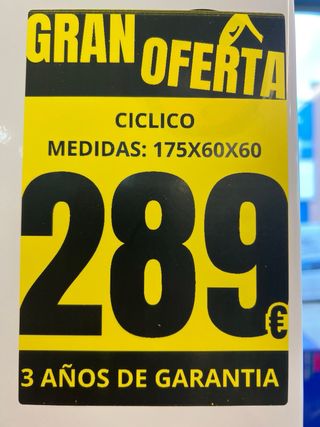 GRAN OFERTA
CICLICO
MEDIDAS: 175X60X60
289€
3 AÑOS DE GARANTIA